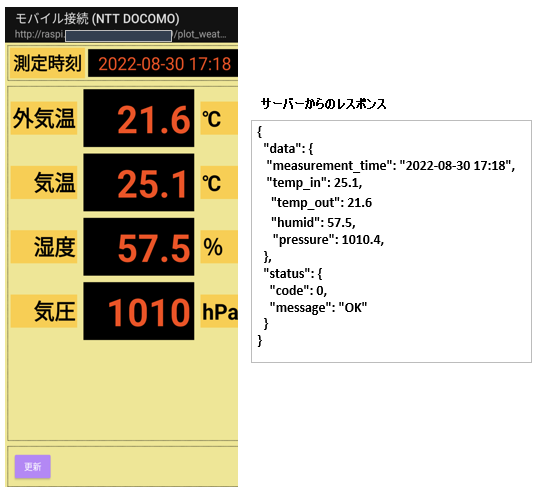 モバイル接続 (NTT DOCOMO)
http://raspi. /plot_weat…
測定時刻 2022-08-30 17:18
外気温 21.6 ℃
気温 25.1 ℃
湿度 57.5 %
気圧 1010 hPa
更新
サーバーからのレスポンス
{
"data": {
"measurement_time": "2022-08-30 17:18",
"temp_in": 25.1,
"temp_out": 21.6
"humid": 57.5,
"pressure": 1010.4,
},
"status": {
"code": 0,
"message": "OK"
}
}